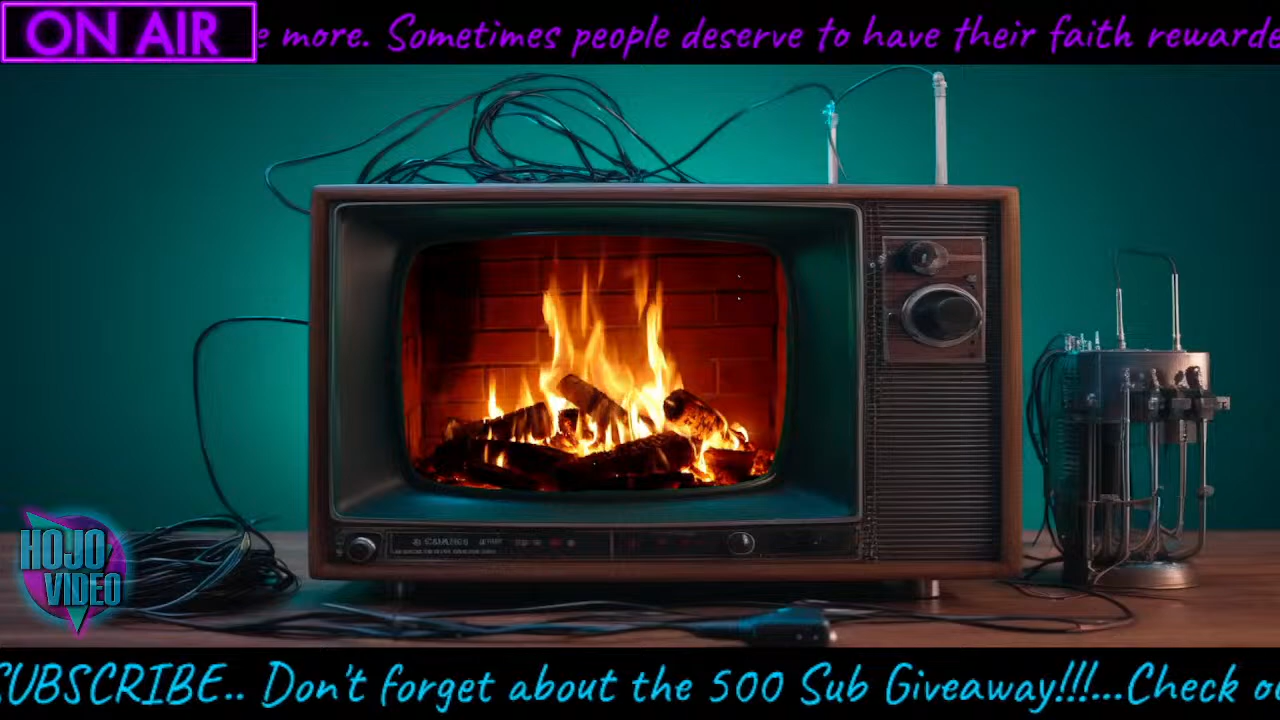 ON AIR
e more. Sometimes people deserve to have their faith rewarde
HOJO
VIDEO
SUBSCRIBE.. Don't forget about the 500 Sub Giveaway!!!...Check ou